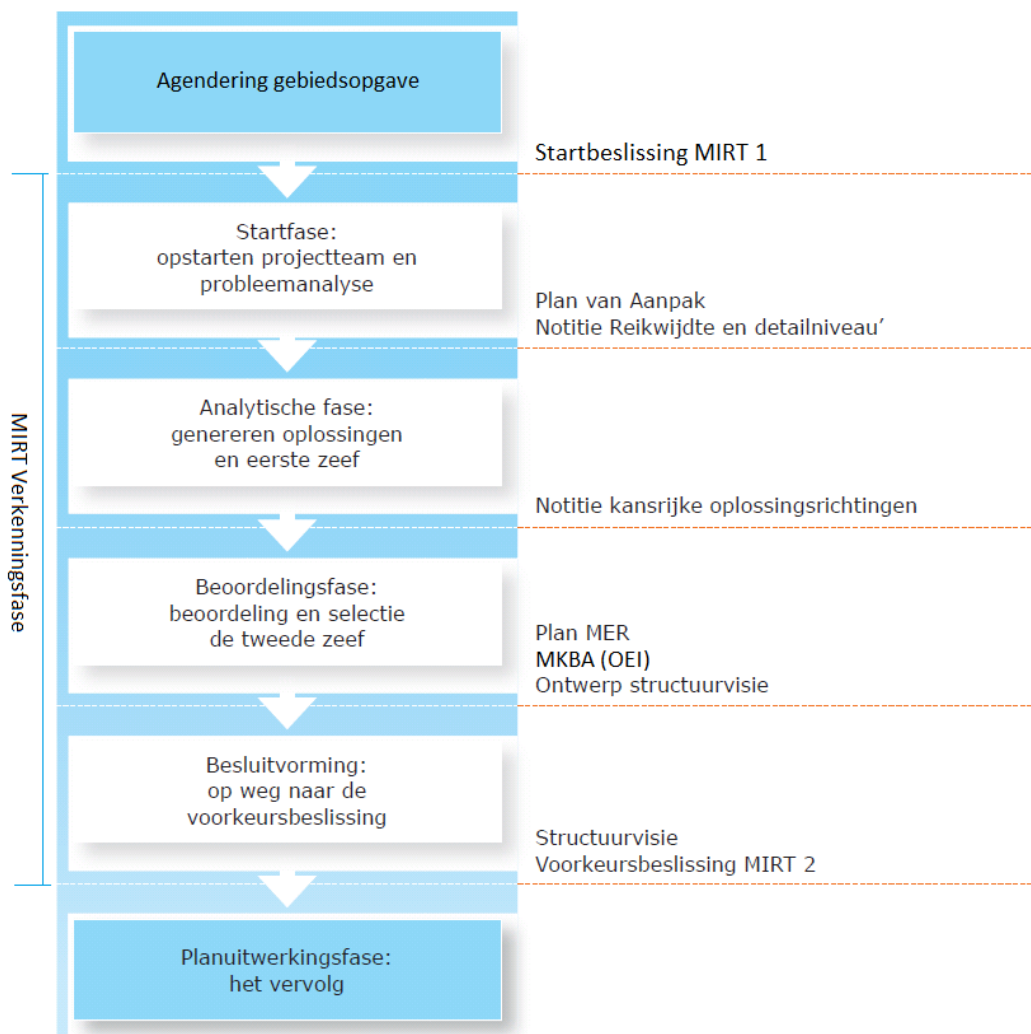 Agendering gebiedsopgave
Startbeslissing MIRT 1
Startfase:
opstarten projectteam en
probleemanalyse
Plan van Aanpak
Notitie Reikwijdte en detailniveau’
MIRT Verkenningsfase
Analytische fase:
genereren oplossingen
en eerste zeef
Notitie kansrijke oplossingsrichtingen
Beoordelingsfase:
beoordeling en selectie
de tweede zeef
Plan MER
MKBA (OEI)
Ontwerp structuurvisie
Besluitvorming:
op weg naar de
voorkeursbeslissing
Structuurvisie
Voorkeursbeslissing MIRT 2
Planuitwerkingsfase:
het vervolg